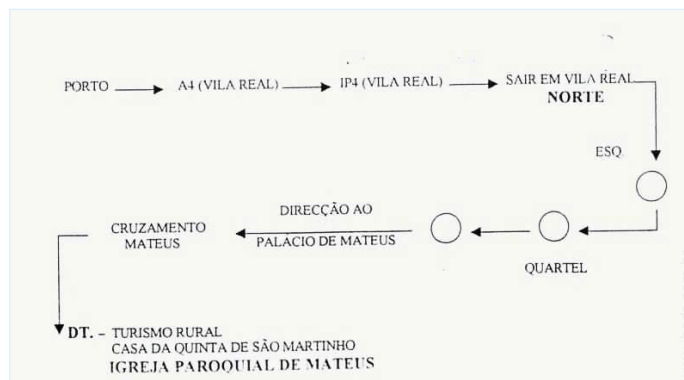 PORTO A4 (VILA REAL) IP4 (VILA REAL) SAIR EM VILA REAL
NORTE
ESQ.
DIRECÇÃO AO
PALÁCIO DE MATEUS
CRUZAMENTO
MATEUS
QUARTEL
DT. – TURISMO RURAL
CASA DA QUINTA DE SÃO MARTINHO
IGREJA PAROQUIAL DE MATEUS